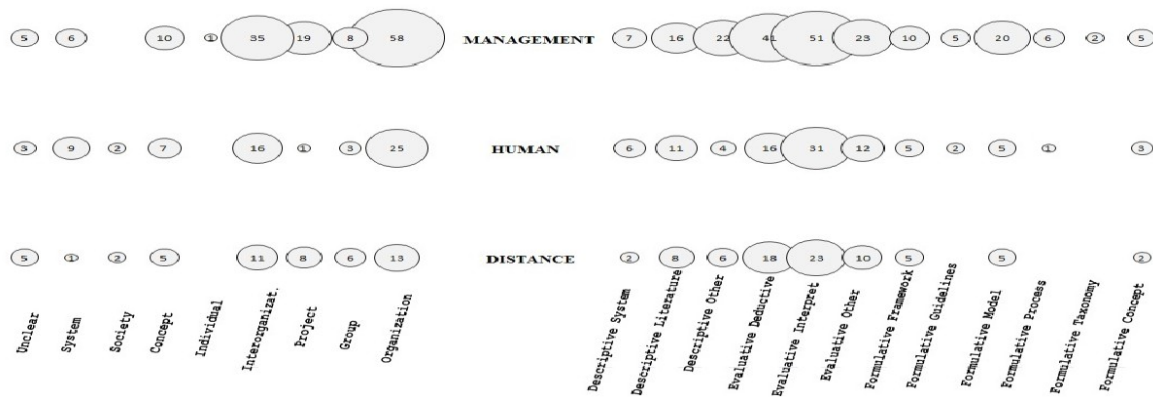 5 6 10 1 35 19 8 58 MANAGEMENT 7 16 22 41 51 23 10 5 20 6 2 5
3 9 2 7 16 1 3 25 HUMAN 6 11 4 16 31 12 5 2 5 1 3
5 1 2 5 11 8 6 13 DISTANCE 2 8 6 18 23 10 5 5 2
Unclear
System
Society
Concept
Individual
Interorganizat.
Project
Group
Organization
Descriptive System
Descriptive Literature
Descriptive Other
Evaluative Deductive
Evaluative Interpret
Evaluative Other
Formulative Framework
Formulative Guidelines
Formulative Model
Formulative Process
Formulative Taxonomy
Formulative Concept